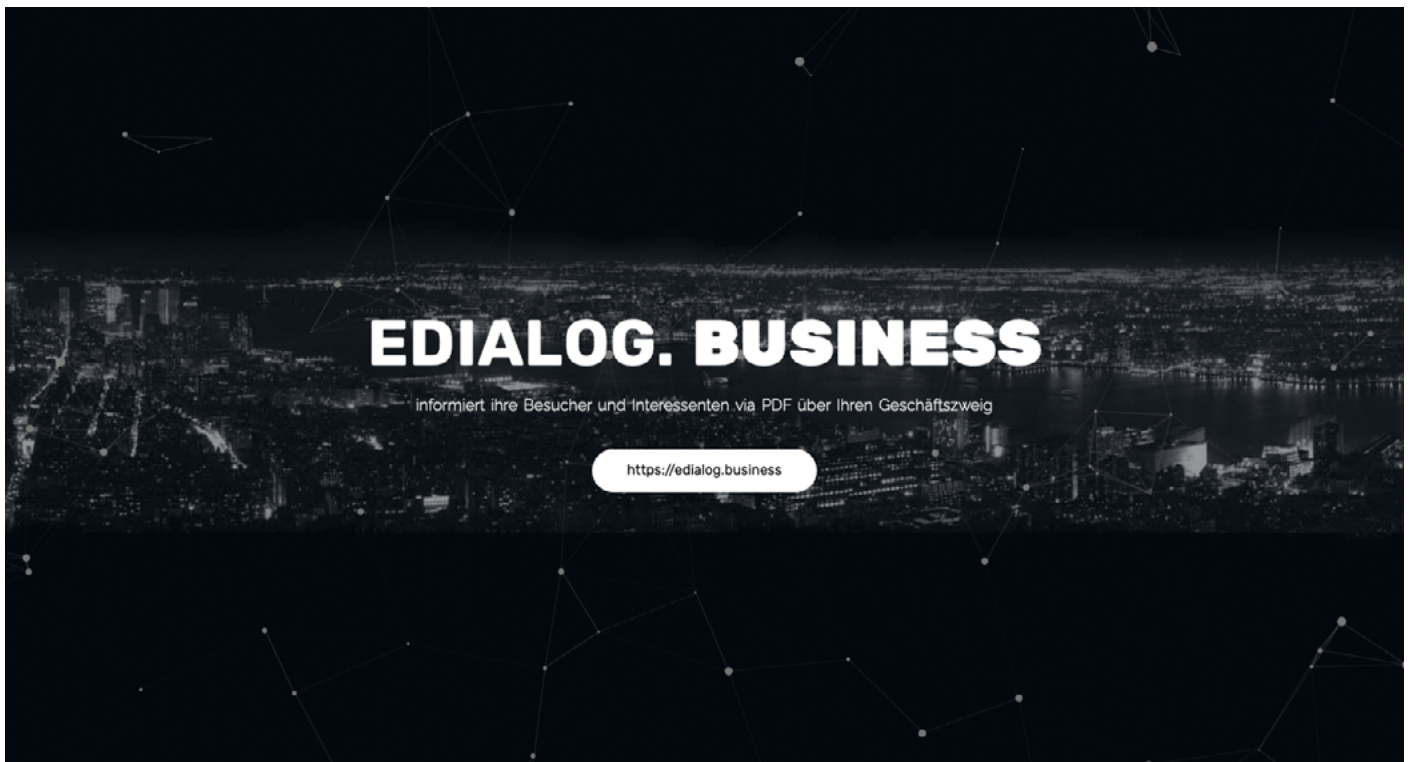 EDIALOG. BUSINESS
informiert ihre Besucher und Interessenten via PDF über Ihren Geschäftszweig
https://edialog.business